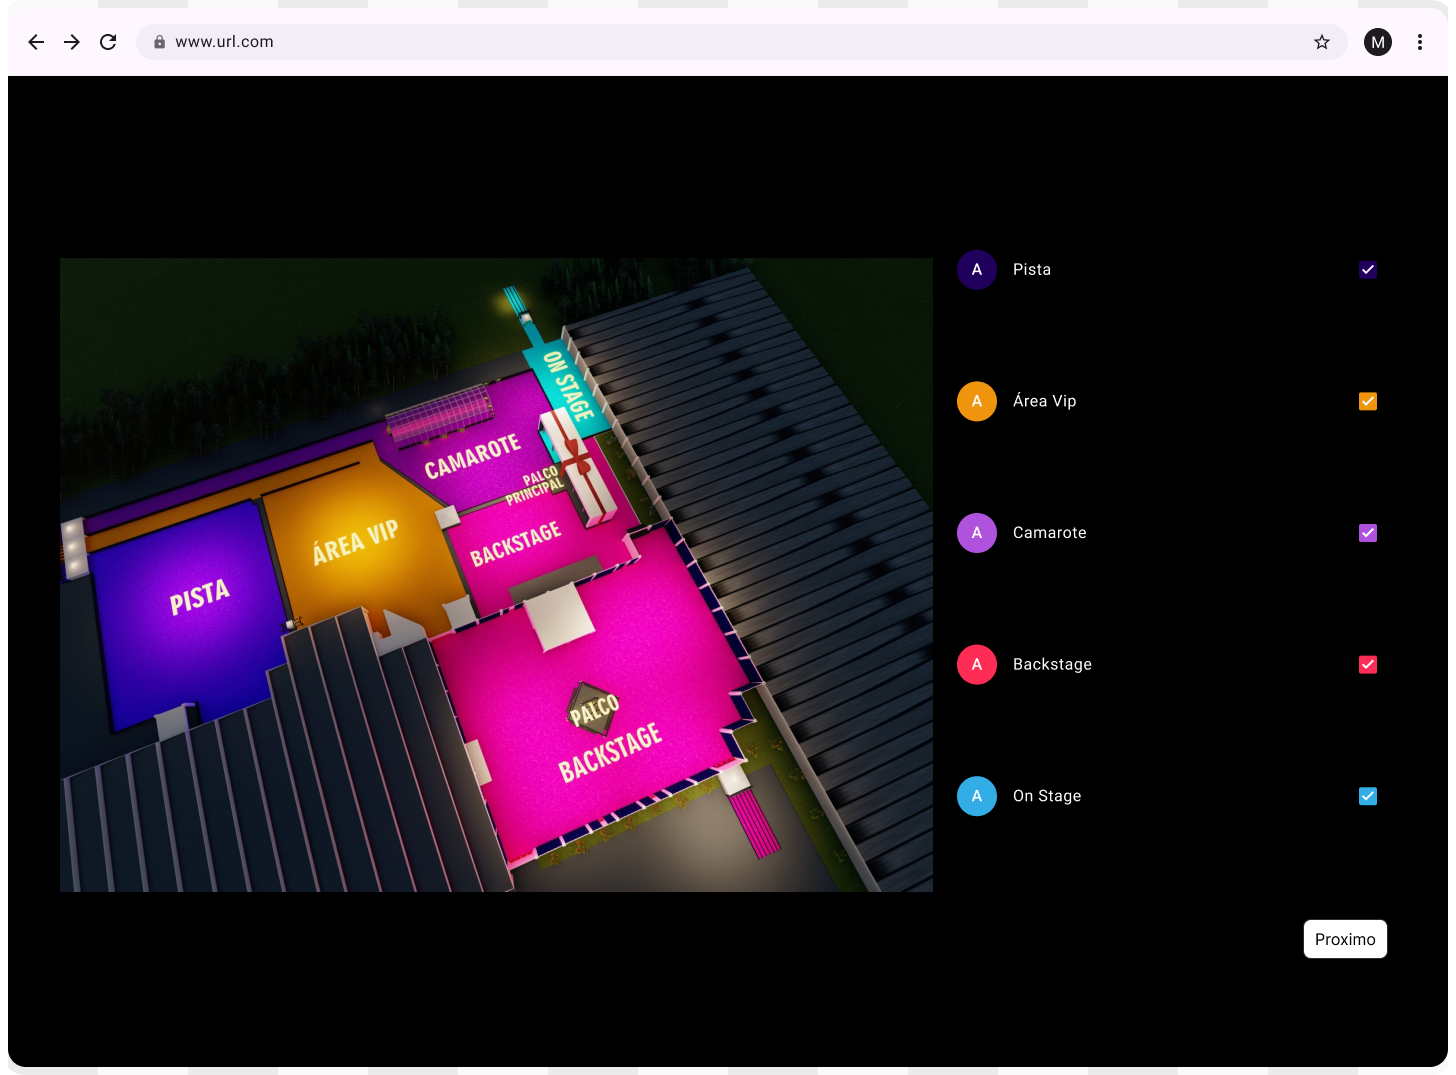 www.url.com
M
ON STAGE
CAMAROTE
PALCO
PRINCIPAL
BACKSTAGE
ÁREA VIP
PISTA
PALCO
BACKSTAGE
A Pista
A Área Vip
A Camarote
A Backstage
A On Stage
Proximo